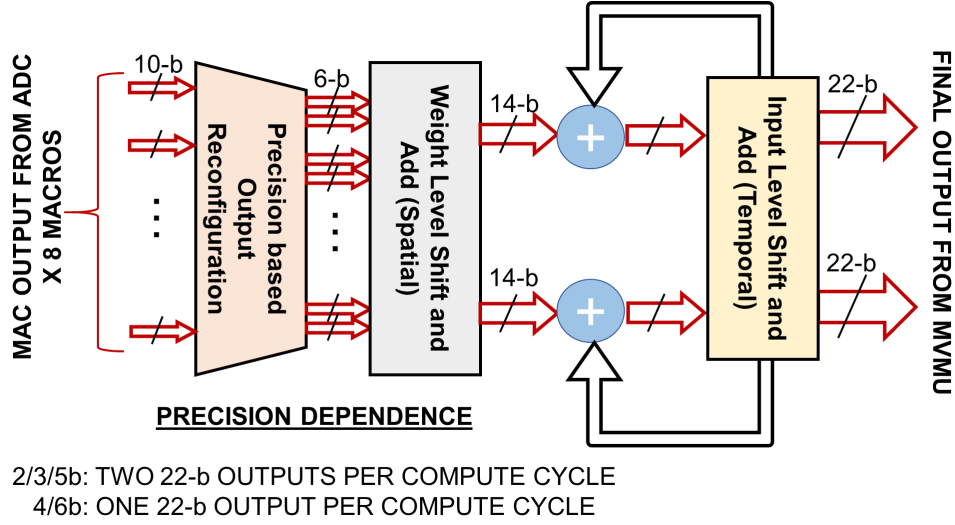 MAC OUTPUT FROM ADC
X 8 MACROS
10-b
Precision based
Output
Reconfiguration
6-b
Weight Level Shift and
Add (Spatial)
14-b
14-b
+
+
Input Level Shift and
Add (Temporal)
22-b
22-b
FINAL OUTPUT FROM MVMU
PRECISION DEPENDENCE
2/3/5b: TWO 22-b OUTPUTS PER COMPUTE CYCLE
4/6b: ONE 22-b OUTPUT PER COMPUTE CYCLE